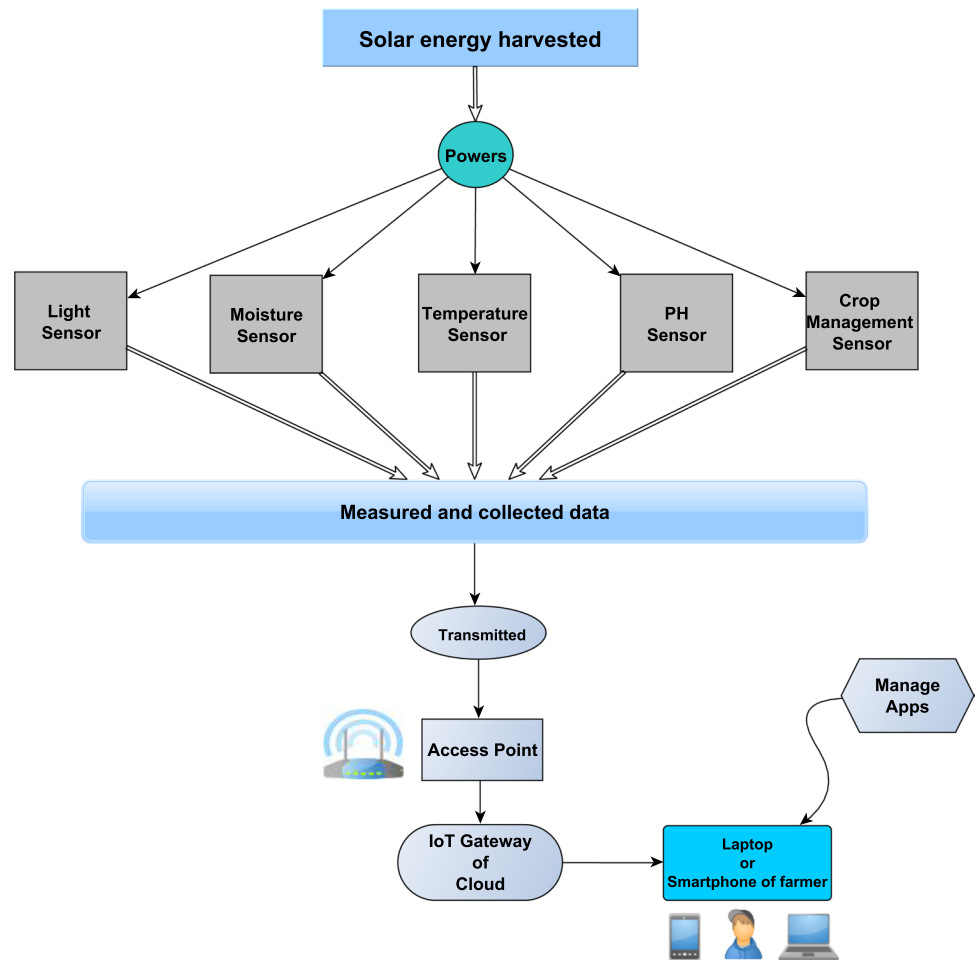 Solar energy harvested
Powers
Light
Sensor
Moisture
Sensor
Temperature
Sensor
PH
Sensor
Crop
Management
Sensor
Measured and collected data
Transmitted
Manage
Apps
Access Point
IoT Gateway
of
Cloud
Laptop
or
Smartphone of farmer